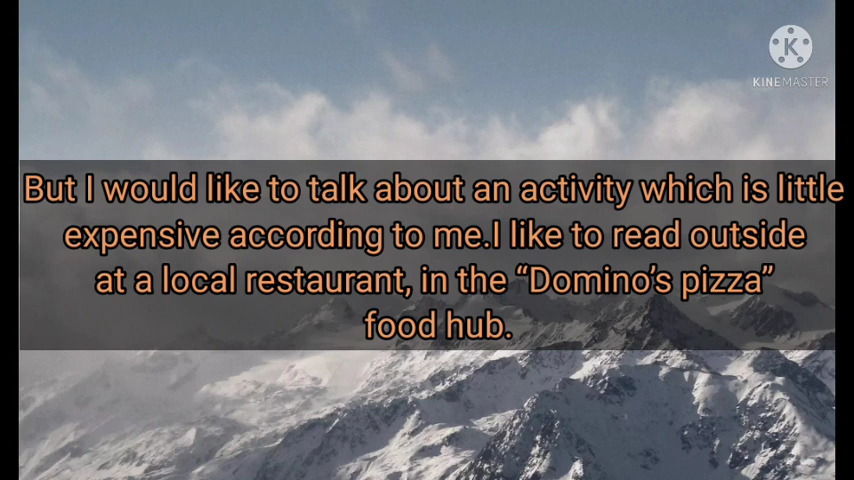 K
KINEMASTER
But I would like to talk about an activity which is little
expensive according to me.I like to read outside
at a local restaurant, in the “Domino’s pizza”
food hub.